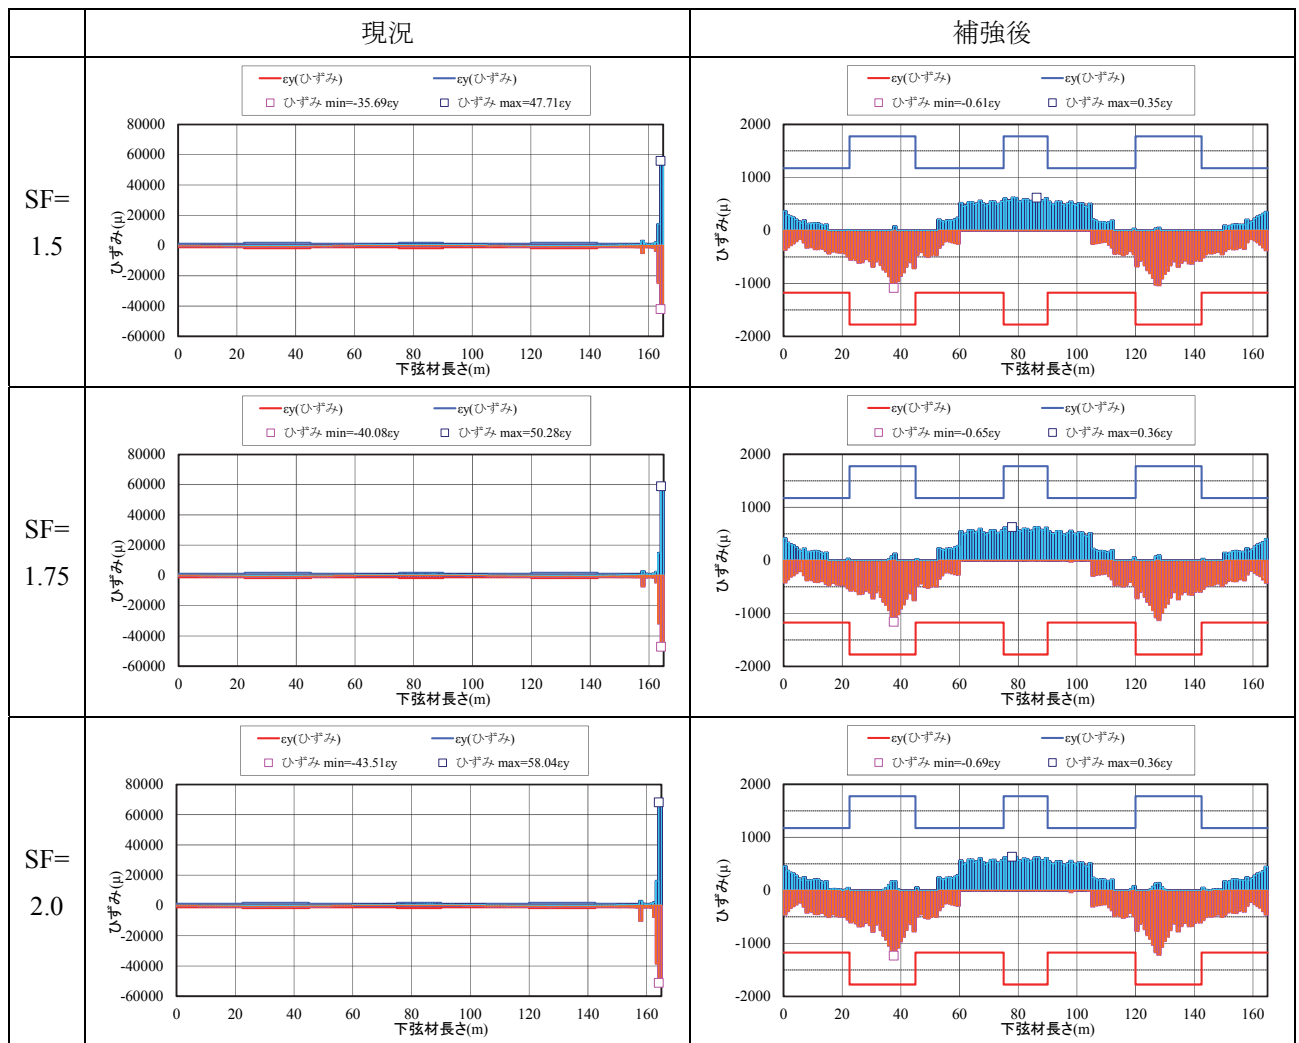 現況
補強後
SF=
1.5
εy(ひずみ) εy(ひずみ)
ひずみ min=-35.69εy ひずみ max=47.71εy
80000
60000
40000
20000
0
-20000
-40000
-60000
ひずみ(μ)
0 20 40 60 80 100 120 140 160
下弦材長さ(m)
εy(ひずみ) εy(ひずみ)
ひずみ min=-0.61εy ひずみ max=0.35εy
2000
1000
0
-1000
-2000
ひずみ(μ)
0 20 40 60 80 100 120 140 160
下弦材長さ(m)
SF=
1.75
εy(ひずみ) εy(ひずみ)
ひずみ min=-40.08εy ひずみ max=50.28εy
80000
60000
40000
20000
0
-20000
-40000
-60000
ひずみ(μ)
0 20 40 60 80 100 120 140 160
下弦材長さ(m)
εy(ひずみ) εy(ひずみ)
ひずみ min=-0.65εy ひずみ max=0.36εy
2000
1000
0
-1000
-2000
ひずみ(μ)
0 20 40 60 80 100 120 140 160
下弦材長さ(m)
SF=
2.0
εy(ひずみ) εy(ひずみ)
ひずみ min=-43.51εy ひずみ max=58.04εy
80000
60000
40000
20000
0
-20000
-40000
-60000
ひずみ(μ)
0 20 40 60 80 100 120 140 160
下弦材長さ(m)
εy(ひずみ) εy(ひずみ)
ひずみ min=-0.69εy ひずみ max=0.36εy
2000
1000
0
-1000
-2000
ひずみ(μ)
0 20 40 60 80 100 120 140 160
下弦材長さ(m)